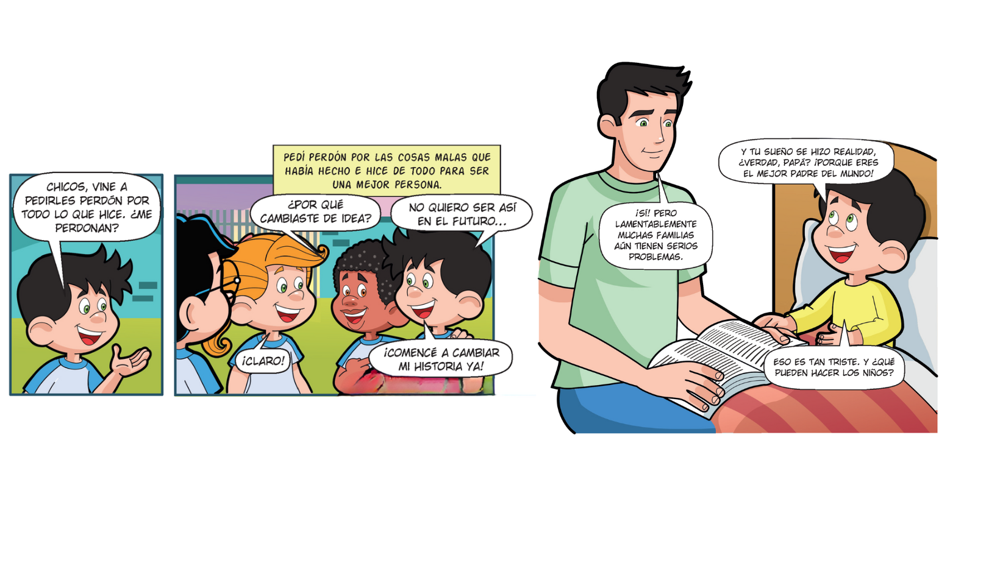 CHICOS, VINE A
PEDIRLES PERDÓN POR
TODO LO QUE HICE. ¿ME
PERDONAN?
PEDÍ PERDÓN POR LAS COSAS MALAS QUE
HABÍA HECHO E HICE DE TODO PARA SER
UNA MEJOR PERSONA.
¿POR QUÉ
CAMBIASTE DE IDEA?
NO QUIERO SER ASÍ
EN EL FUTURO...
¡CLARO!
¡COMENCÉ A CAMBIAR
MI HISTORIA YA!
Y TU SUEÑO SE HIZO REALIDAD,
¿VERDAD, PAPÁ? ¡PORQUE ERES
EL MEJOR PADRE DEL MUNDO!
¡SÍ! PERO
LAMENTABLEMENTE
MUCHAS FAMILIAS
AÚN TIENEN SERIOS
PROBLEMAS.
ESO ES TAN TRISTE. Y ¿QUÉ
PUEDEN HACER LOS NIÑOS?